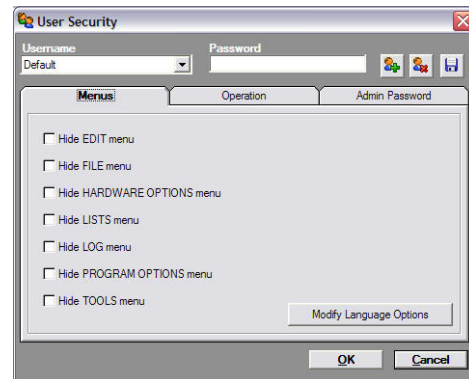 User Security
Username Password
Default
Menus Operation Admin Password
Hide EDIT menu
Hide FILE menu
Hide HARDWARE OPTIONS menu
Hide LISTS menu
Hide LOG menu
Hide PROGRAM OPTIONS menu
Hide TOOLS menu
Modify Language Options
OK Cancel